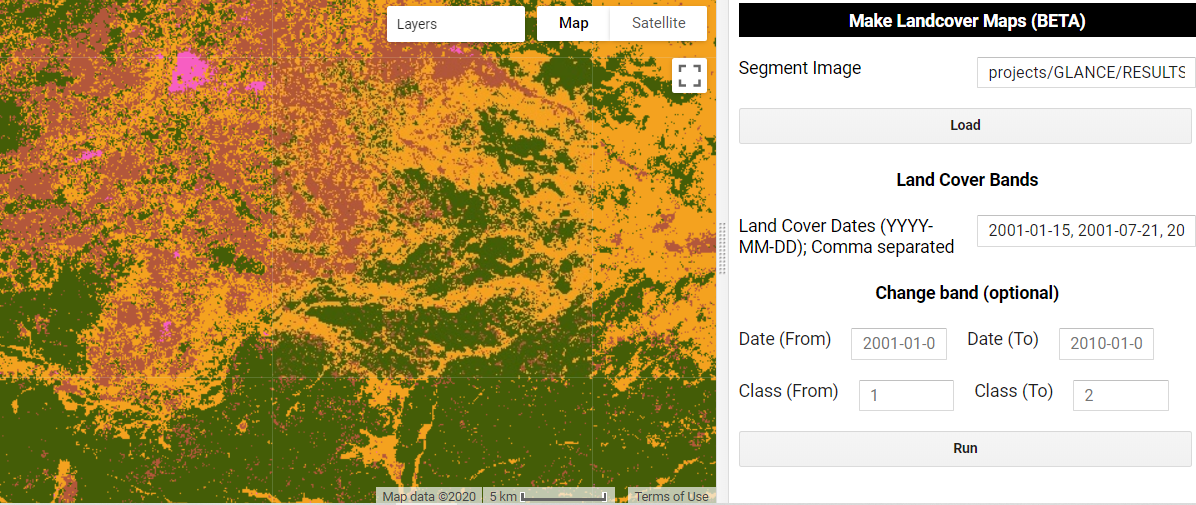 Layers
Map
Satellite
Map data ©2020
5 km
Terms of Use
Make Landcover Maps (BETA)
Segment Image
projects/GLANCE/RESULTS
Load
Land Cover Bands
Land Cover Dates (YYYY-
MM-DD); Comma separated
2001-01-15, 2001-07-21, 20
Change band (optional)
Date (From)
2001-01-0
Date (To)
2010-01-0
Class (From)
1
Class (To)
2
Run